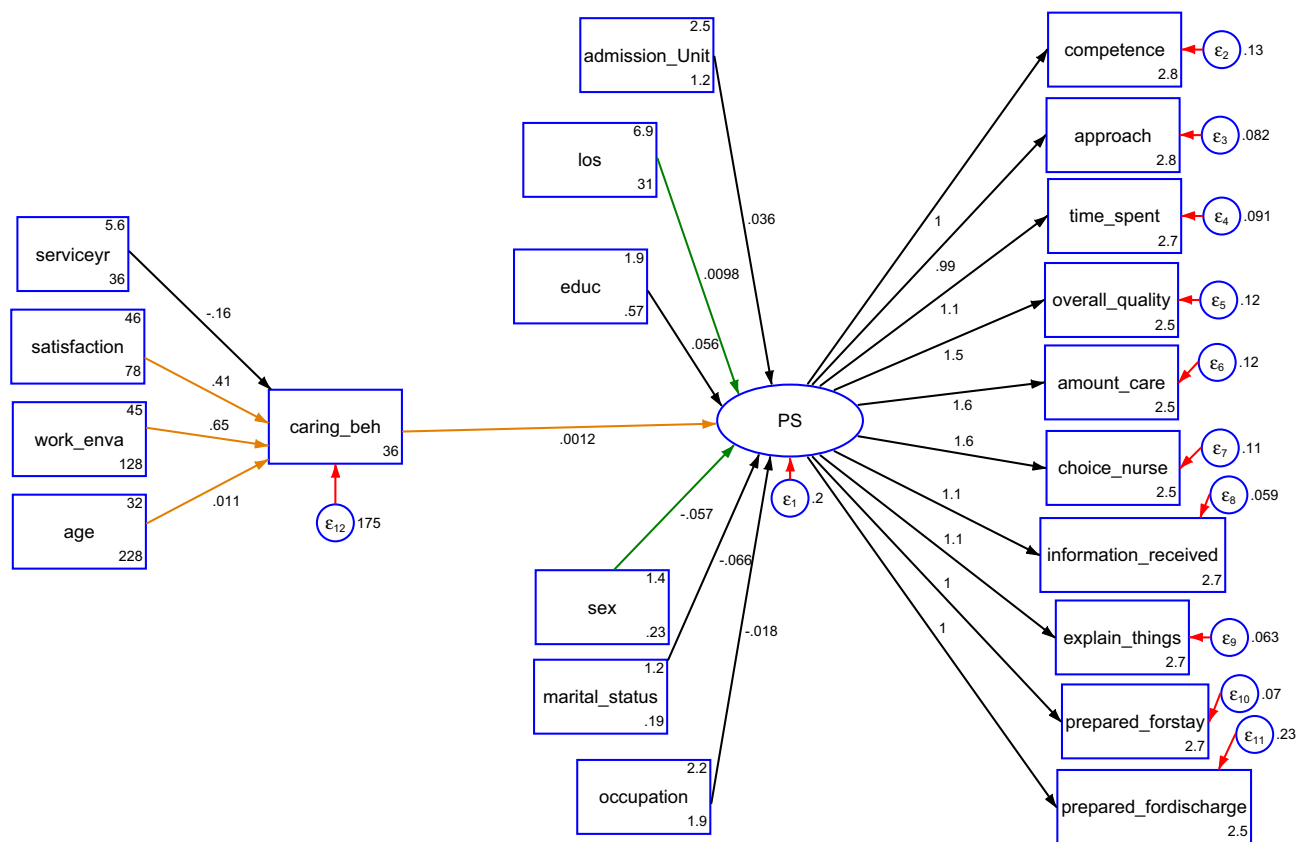 2.5
admission_Unit
1.2
6.9
los
31
1.9
educ
.57
5.6
serviceyr
36
46
satisfaction
78
45
work_enva
128
32
age
228
-.16
.41
.65
.011
caring_beh
36
ε12 175
.0012
.036
.0098
.056
PS
ε1 .2
-.057
-.066
-.018
1.4
sex
.23
1.2
marital_status
.19
2.2
occupation
1.9
1
.99
1.1
1.5
1.6
1.6
1.1
1.1
1
1
competence
2.8
ε2 .13
approach
2.8
ε3 .082
time_spent
2.7
ε4 .091
overall_quality
2.5
ε5 .12
amount_care
2.5
ε6 .12
choice_nurse
2.5
ε7 .11
information_received
2.7
ε8 .059
explain_things
2.7
ε9 .063
prepared_forstay
2.7
ε10 .07
prepared_fordischarge
2.5
ε11 .23